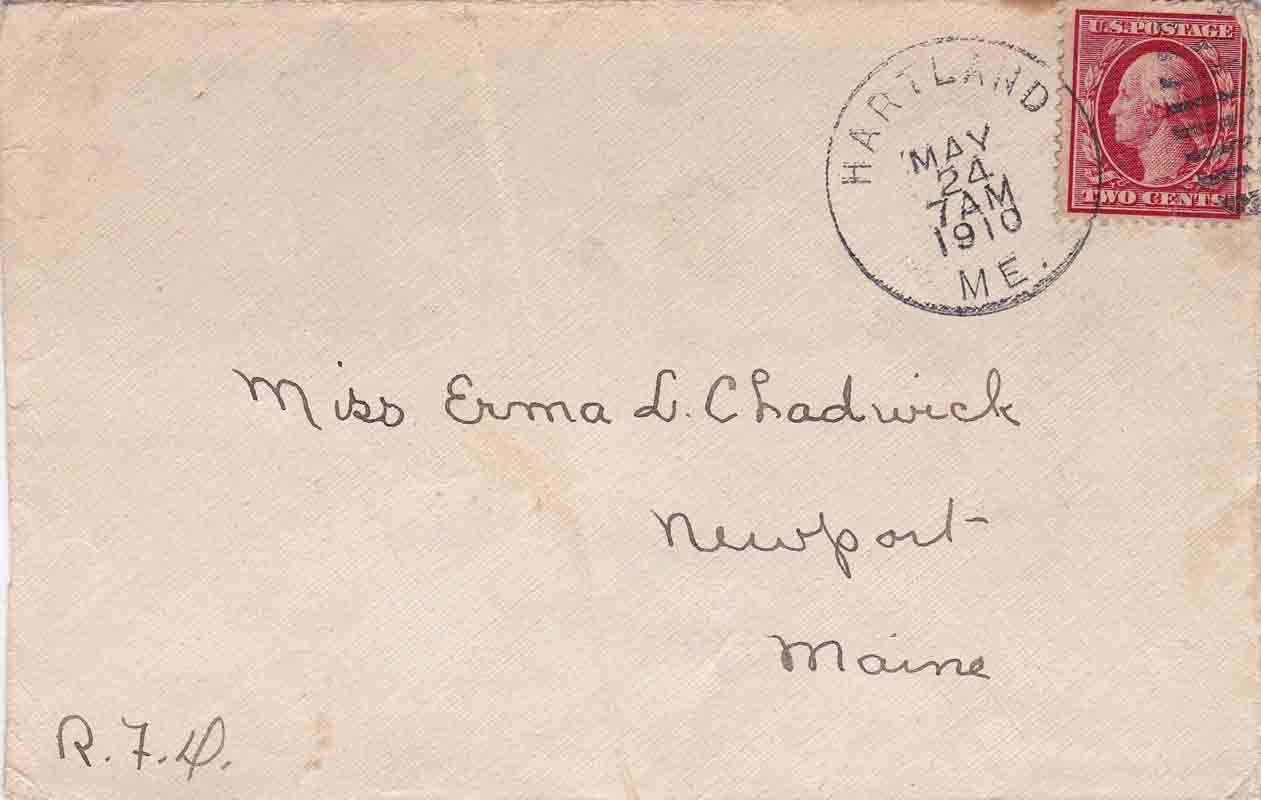 U.S. POSTAGE
TWO CENTS
HARTLAND
MAY
24
7 AM
1910
ME.
Miss Erma L. Chadwick
Newport
Maine
R.F.D.